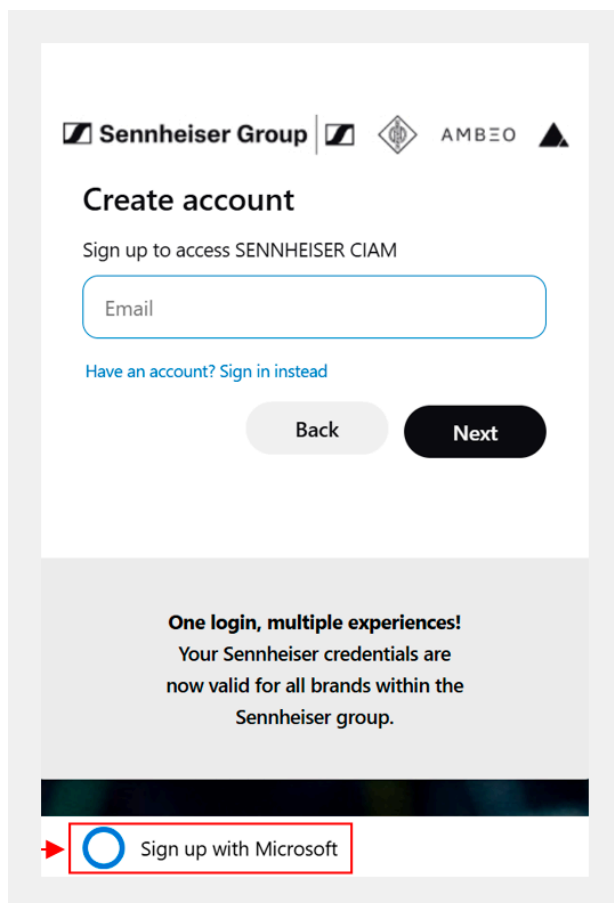 Sennheiser Group AMBEO
Create account
Sign up to access SENNHEISER CIAM
Email
Have an account? Sign in instead
Back Next
One login, multiple experiences!
Your Sennheiser credentials are
now valid for all brands within the
Sennheiser group.
Sign up with Microsoft